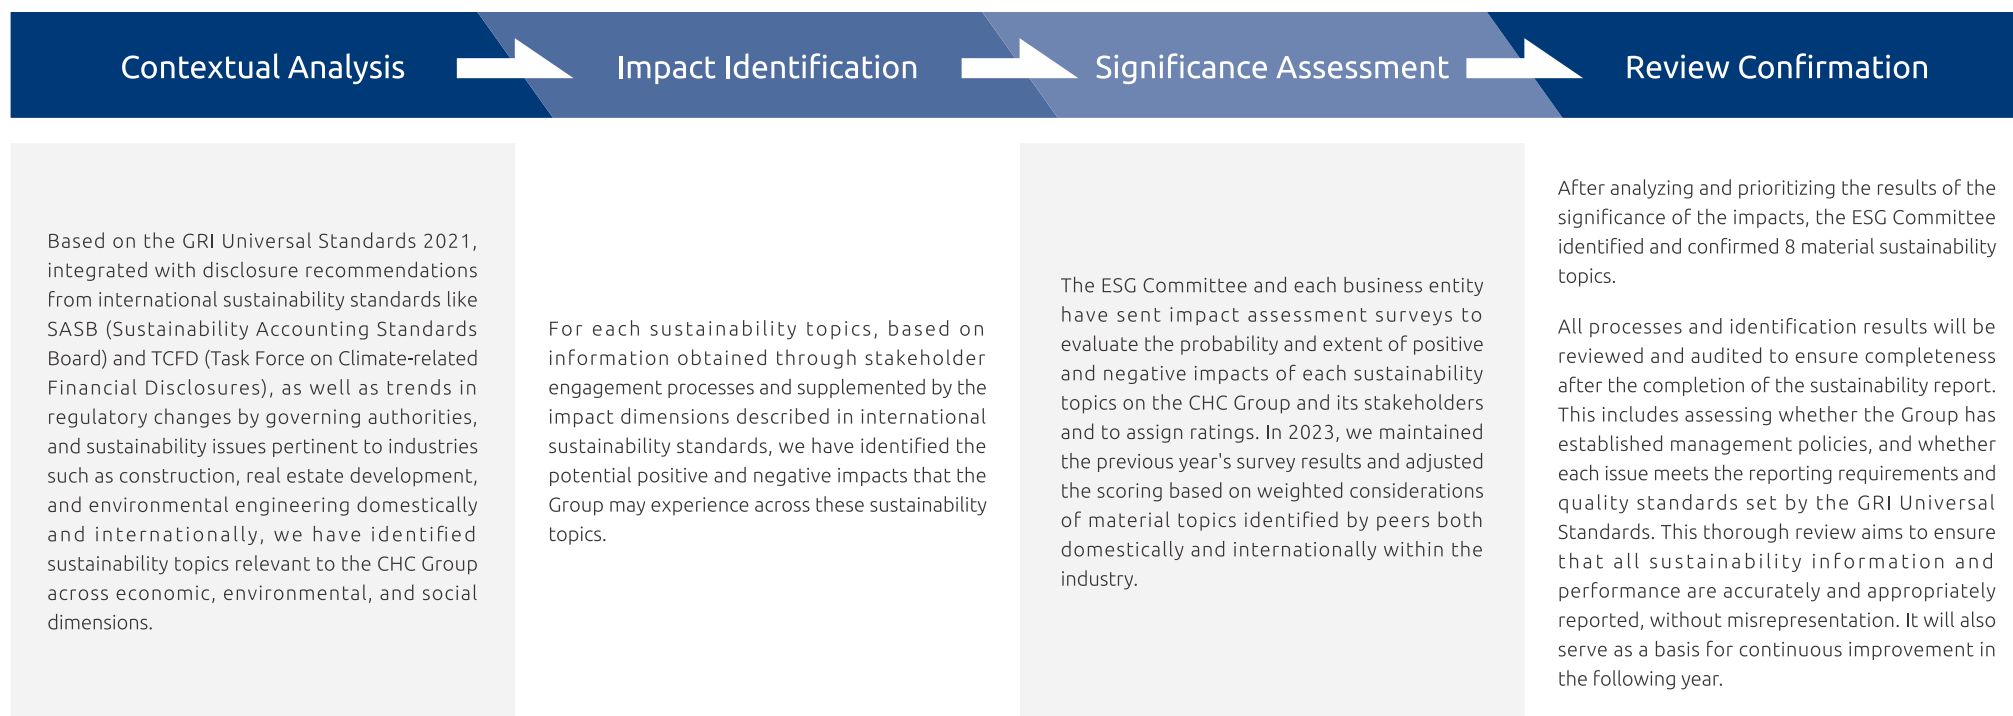 Contextual Analysis
Impact Identification
Significance Assessment
Review Confirmation
Based on the GRI Universal Standards 2021,
integrated with disclosure recommendations
from international sustainability standards like
SASB (Sustainability Accounting Standards
Board) and TCFD (Task Force on Climate-related
Financial Disclosures), as well as trends in
regulatory changes by governing authorities,
and sustainability issues pertinent to industries
such as construction, real estate development,
and environmental engineering domestically
and internationally, we have identified
sustainability topics relevant to the CHC Group
across economic, environmental, and social
dimensions.
For each sustainability topics, based on
information obtained through stakeholder
engagement processes and supplemented by the
impact dimensions described in international
sustainability standards, we have identified the
potential positive and negative impacts that the
Group may experience across these sustainability
topics.
The ESG Committee and each business entity
have sent impact assessment surveys to
evaluate the probability and extent of positive
and negative impacts of each sustainability
topics on the CHC Group and its stakeholders
and to assign ratings. In 2023, we maintained
the previous year's survey results and adjusted
the scoring based on weighted considerations
of material topics identified by peers both
domestically and internationally within the
industry.
After analyzing and prioritizing the results of the
significance of the impacts, the ESG Committee
identified and confirmed 8 material sustainability
topics.
All processes and identification results will be
reviewed and audited to ensure completeness
after the completion of the sustainability report.
This includes assessing whether the Group has
established management policies, and whether
each issue meets the reporting requirements and
quality standards set by the GRI Universal
Standards. This thorough review aims to ensure
that all sustainability information and
performance are accurately and appropriately
reported, without misrepresentation. It will also
serve as a basis for continuous improvement in
the following year.